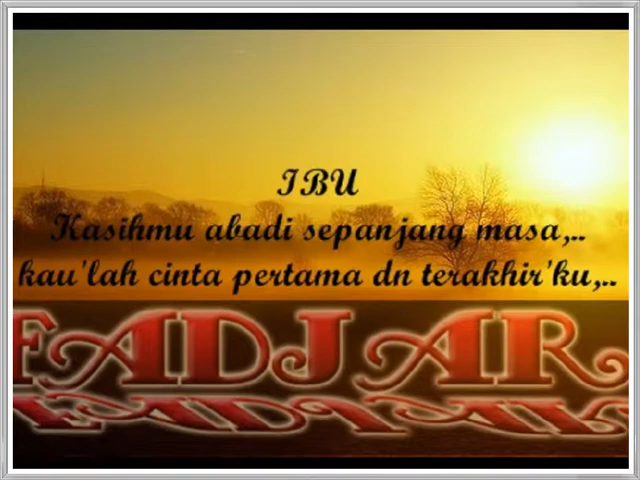 IBU
Kasihmu abadi sepanjang masa,..
kau'lah cinta pertama dn terakhir'ku,..
FADJAR